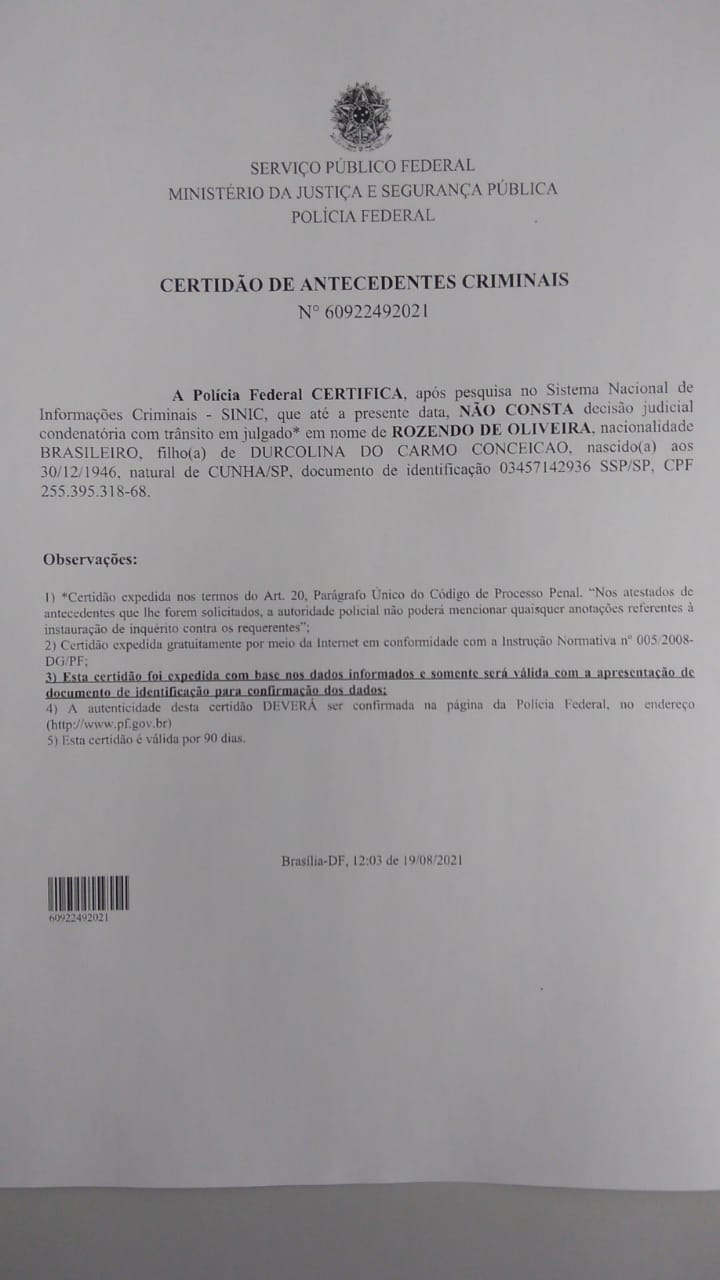 SERVIÇO PÚBLICO FEDERAL
MINISTÉRIO DA JUSTIÇA E SEGURANÇA PÚBLICA
POLÍCIA FEDERAL
CERTIDÃO DE ANTECEDENTES CRIMINAIS
N° 60922492021
A Polícia Federal CERTIFICA, após pesquisa no Sistema Nacional de
Informações Criminais - SINIC, que até a presente data, NÃO CONSTA decisão judicial
condenatória com trânsito em julgado* em nome de ROZENDO DE OLIVEIRA, nacionalidade
BRASILEIRO, filho(a) de DURCOLINA DO CARMO CONCEICAO, nascido(a) aos
30/12/1946, natural de CUNHA/SP, documento de identificação 03457142936 SSP/SP, CPF
255.395.318-68.
Observações:
1) *Certidão expedida nos termos do Art. 20, Parágrafo Único do Código de Processo Penal. “Nos atestados de
antecedentes que lhe forem solicitados, a autoridade policial não poderá mencionar quaisquer anotações referentes à
instauração de inquérito contra os requerentes”;
2) Certidão expedida gratuitamente por meio da Internet em conformidade com a Instrução Normativa nº 005/2008-
DG/PF;
3) Esta certidão foi expedida com base nos dados informados e somente será válida com a apresentação de
documento de identificação para confirmação dos dados;
4) A autenticidade desta certidão DEVERÁ ser confirmada na página da Polícia Federal, no endereço
(http://www.pf.gov.br)
5) Esta certidão é válida por 90 dias.
Brasília-DF, 12:03 de 19/08/2021
60922492021